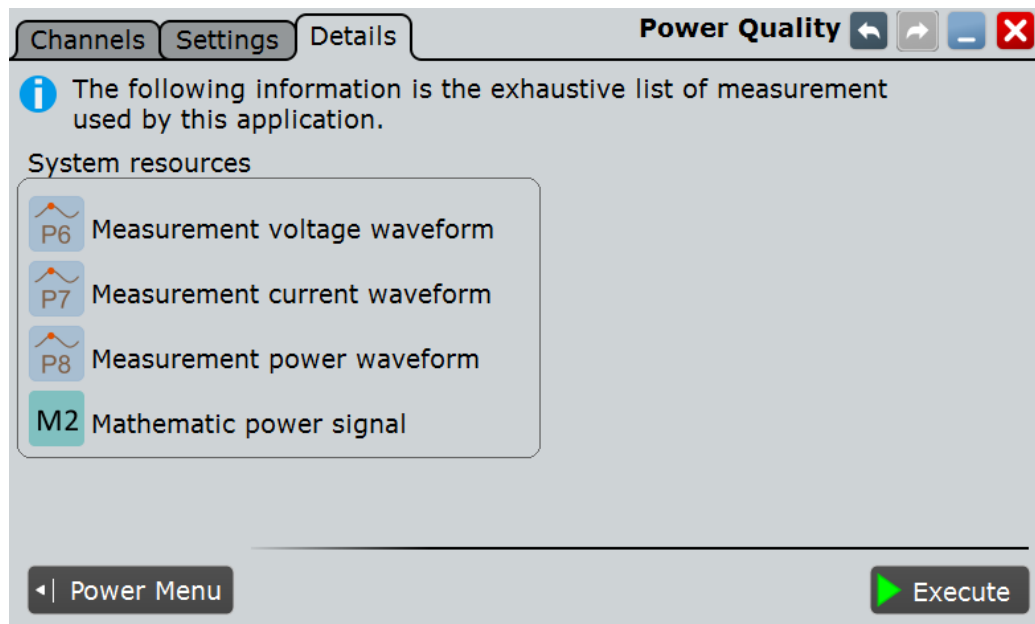 Channels Settings Details Power Quality
The following information is the exhaustive list of measurement
used by this application.
System resources
P6 Measurement voltage waveform
P7 Measurement current waveform
P8 Measurement power waveform
M2 Mathematic power signal
Power Menu Execute